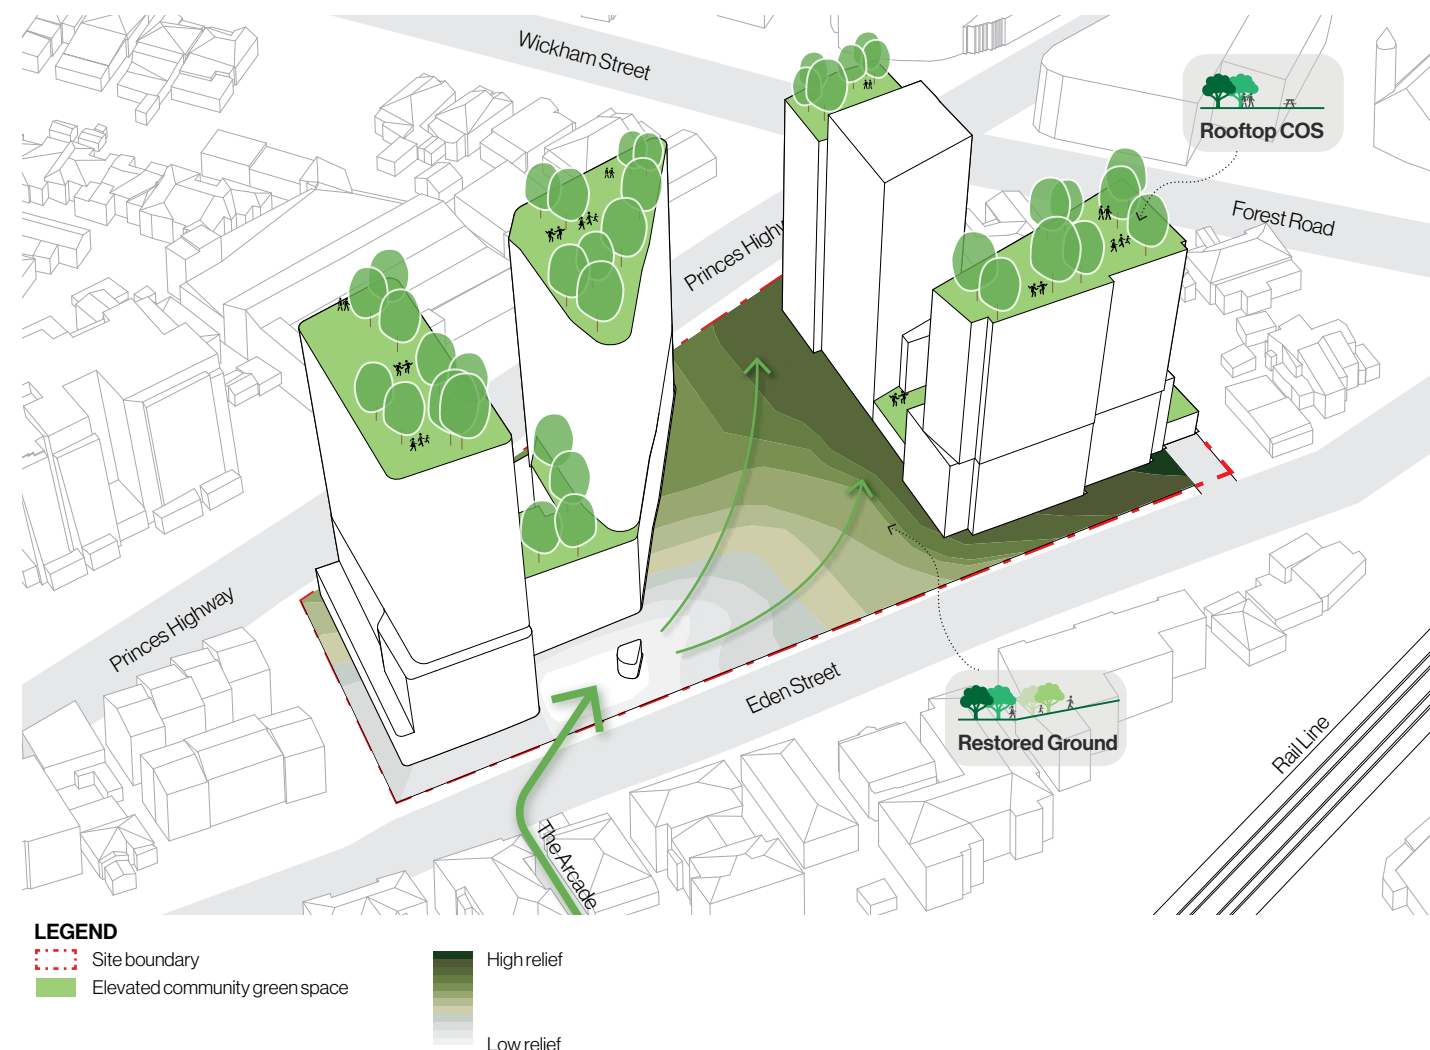 Wickham Street
Rooftop COS
Forest Road
Princes Highw
Princes Highway
Eden Street
Restored Ground
Rail Line
The Arcade
LEGEND
Site boundary
Elevated community green space
High relief
Low relief